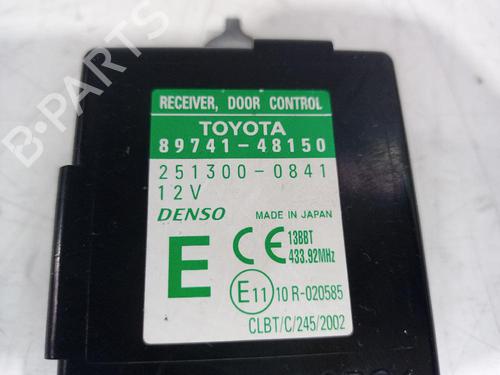 RECEIVER, DOOR CONTROL
TOYOTA
89741-48150
251300-0841
12V
DENSO MADE IN JAPAN
E CE 13BBT
433.92MHz
E11 10 R-020585
CLBT/C/245/2002
B-PARTS